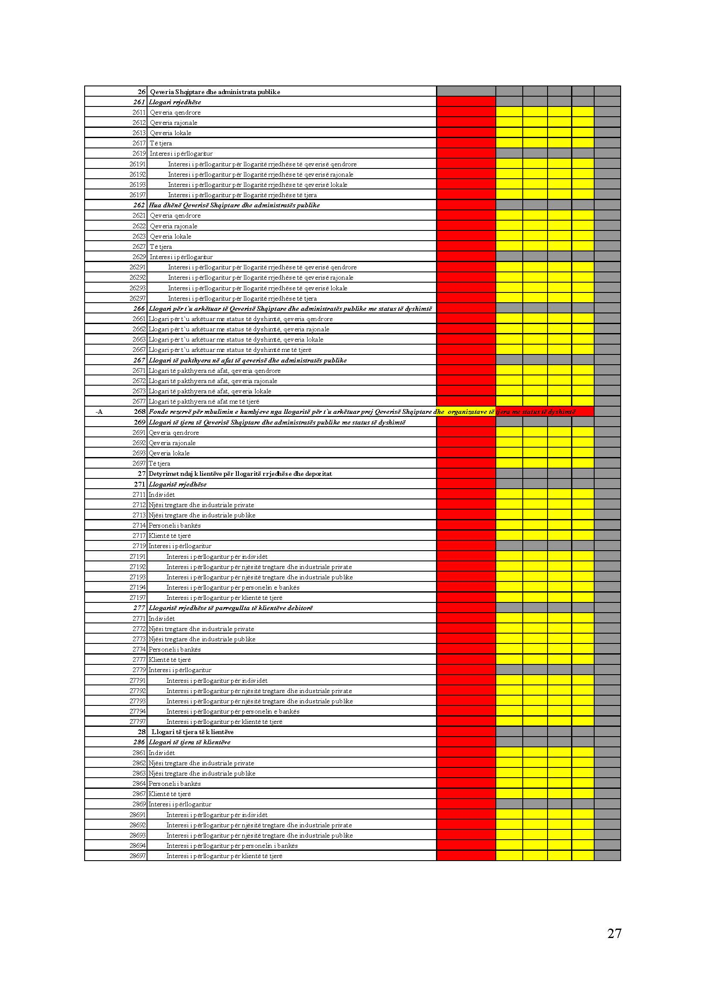 26 Qeveria Shqiptare dhe administrata publike
261 Llogari rrjedhëse
2611 Qeveria qendrore
2612 Qeveria rajonale
2613 Qeveria lokale
2617 Të tjera
2619 Interesi i përllogaritur
26191 Interesi i përllogaritur për llogaritë rrjedhëse të qeverisë qendrore
26192 Interesi i përllogaritur për llogaritë rrjedhëse të qeverisë rajonale
26193 Interesi i përllogaritur për llogaritë rrjedhëse të qeverisë lokale
26197 Interesi i përllogaritur për llogaritë rrjedhëse të tjera
262 Hua dhënë Qeverisë Shqiptare dhe administratës publike
2621 Qeveria qendrore
2622 Qeveria rajonale
2623 Qeveria lokale
2627 Të tjera
2629 Interesi i përllogaritur
26291 Interesi i përllogaritur për llogaritë rrjedhëse të qeverisë qendrore
26292 Interesi i përllogaritur për llogaritë rrjedhëse të qeverisë rajonale
26293 Interesi i përllogaritur për llogaritë rrjedhëse të qeverisë lokale
26297 Interesi i përllogaritur për llogaritë rrjedhëse të tjera
266 Llogari për t`u arkëtuar të Qeverisë Shqiptare dhe administratës publike me status të dyshimtë
2661 Llogari për t`u arkëtuar me status të dyshimtë, qeveria qendrore
2662 Llogari për t`u arkëtuar me status të dyshimtë, qeveria rajonale
2663 Llogari për t`u arkëtuar me status të dyshimtë, qeveria lokale
2667 Llogari për t`u arkëtuar me status të dyshimtë me të tjerë
267 Llogari të pakthyera në afat të qeverisë dhe administratës publike
2671 Llogari të pakthyera në afat, qeveria qendrore
2672 Llogari të pakthyera në afat, qeveria rajonale
2673 Llogari të pakthyera në afat, qeveria lokale
2677 Llogari të pakthyera në afat me të tjerë
-A 268 Fonde rezervë për mbulimin e humbjeve nga llogaritë për t`u arkëtuar prej Qeverisë Shqiptare dhe organizatave të tjera me status të dyshimtë
269 Llogari të tjera të Qeverisë Shqiptare dhe administratës publike me status të dyshimtë
2691 Qeveria qendrore
2692 Qeveria rajonale
2693 Qeveria lokale
2697 Të tjera
27 Detyrimet ndaj klientëve për llogaritë rrjedhëse dhe depozitat
271 Llogaritë rrjedhëse
2711 Individët
2712 Njësi tregtare dhe industriale private
2713 Njësi tregtare dhe industriale publike
2714 Personeli i bankës
2717 Klientë të tjerë
2719 Interesi i përllogaritur
27191 Interesi i përllogaritur për individët
27192 Interesi i përllogaritur për njësitë tregtare dhe industriale private
27193 Interesi i përllogaritur për njësitë tregtare dhe industriale publike
27194 Interesi i përllogaritur për personelin e bankës
27197 Interesi i përllogaritur për klientë të tjerë
277 Llogaritë rrjedhëse të parregullta të klientëve debitorë
2771 Individët
2772 Njësi tregtare dhe industriale private
2773 Njësi tregtare dhe industriale publike
2774 Personeli i bankës
2777 Klientë të tjerë
2779 Interesi i përllogaritur
27791 Interesi i përllogaritur për individët
27792 Interesi i përllogaritur për njësitë tregtare dhe industriale private
27793 Interesi i përllogaritur për njësitë tregtare dhe industriale publike
27794 Interesi i përllogaritur për personelin e bankës
27797 Interesi i përllogaritur për klientë të tjerë
28 Llogari të tjera të klientëve
286 Llogari të tjera të klientëve
2861 Individët
2862 Njësi tregtare dhe industriale private
2863 Njësi tregtare dhe industriale publike
2864 Personeli i bankës
2867 Klientë të tjerë
2869 Interesi i përllogaritur
28691 Interesi i përllogaritur për individët
28692 Interesi i përllogaritur për njësitë tregtare dhe industriale private
28693 Interesi i përllogaritur për njësitë tregtare dhe industriale publike
28694 Interesi i përllogaritur për personelin i bankës
28697 Interesi i përllogaritur për klientë të tjerë
27